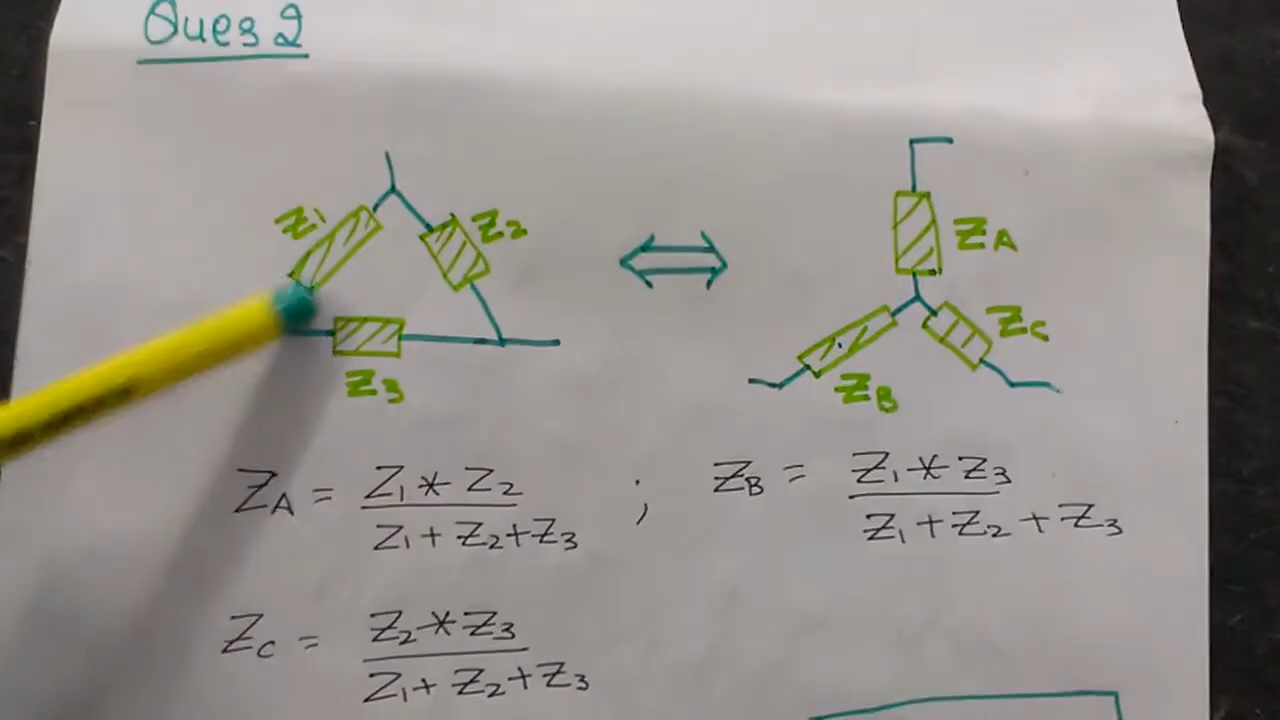 Ques 2
Z1 Z2 ZA
Z3 ZB ZC
ZA = Z1 * Z2 / Z1 + Z2 + Z3 ; ZB = Z1 * Z3 / Z1 + Z2 + Z3
ZC = Z2 * Z3 / Z1 + Z2 + Z3